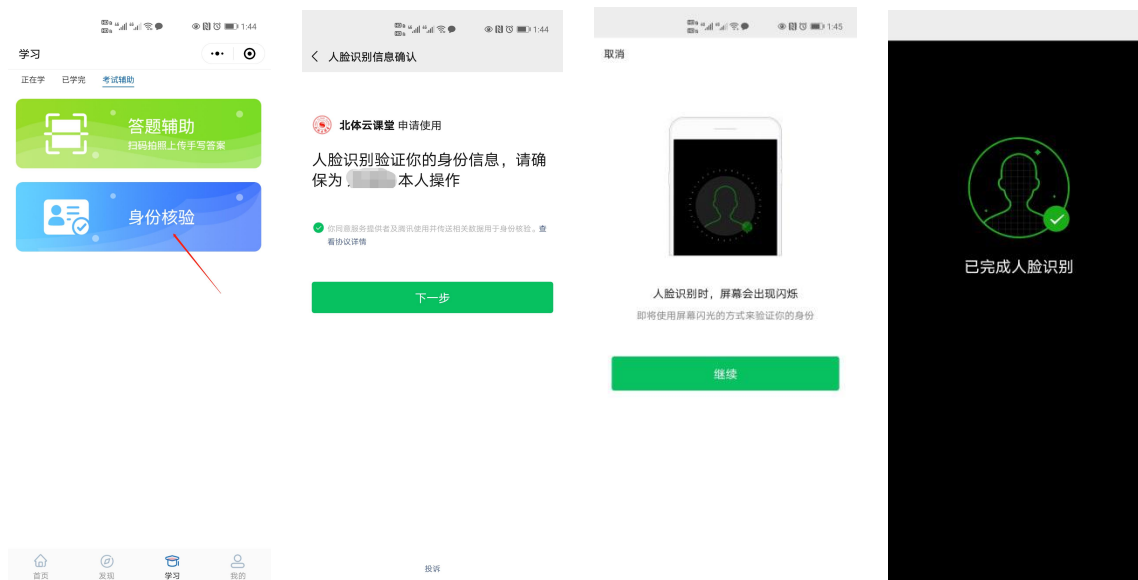 1:44
学习
正在学 已学完 考试辅助
答题辅助
扫码拍照上传手写答案
身份核验
首页 发现 学习 我的
1:44
人脸识别信息确认
北体云课堂 申请使用
人脸识别验证你的身份信息，请确
保为 本人操作
你同意服务提供者及腾讯使用并传送相关数据用于身份核验。查
看协议详情
下一步
投诉
1:45
取消
人脸识别时，屏幕会出现闪烁
即将使用屏幕闪光的方式来验证你的身份
继续
已完成人脸识别